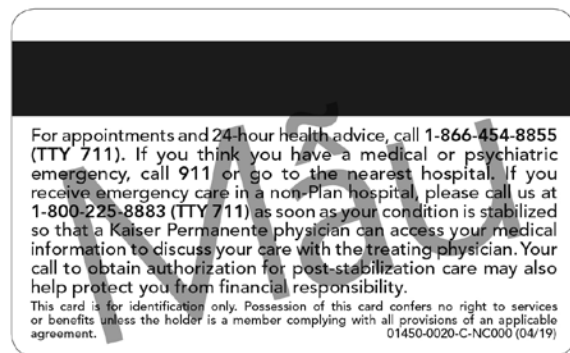 For appointments and 24-hour health advice, call 1-866-454-8855
(TTY 711). If you think you have a medical or psychiatric
emergency, call 911 or go to the nearest hospital. If you
receive emergency care in a non-Plan hospital, please call us at
1-800-225-8883 (TTY 711) as soon as your condition is stabilized
so that a Kaiser Permanente physician can access your medical
information to discuss your care with the treating physician. Your
call to obtain authorization for post-stabilization care may also
help protect you from financial responsibility.
This card is for identification only. Possession of this card confers no right to services
or benefits unless the holder is a member complying with all provisions of an applicable
agreement. 01450-0020-C-NC000 (04/19)
Mẫu